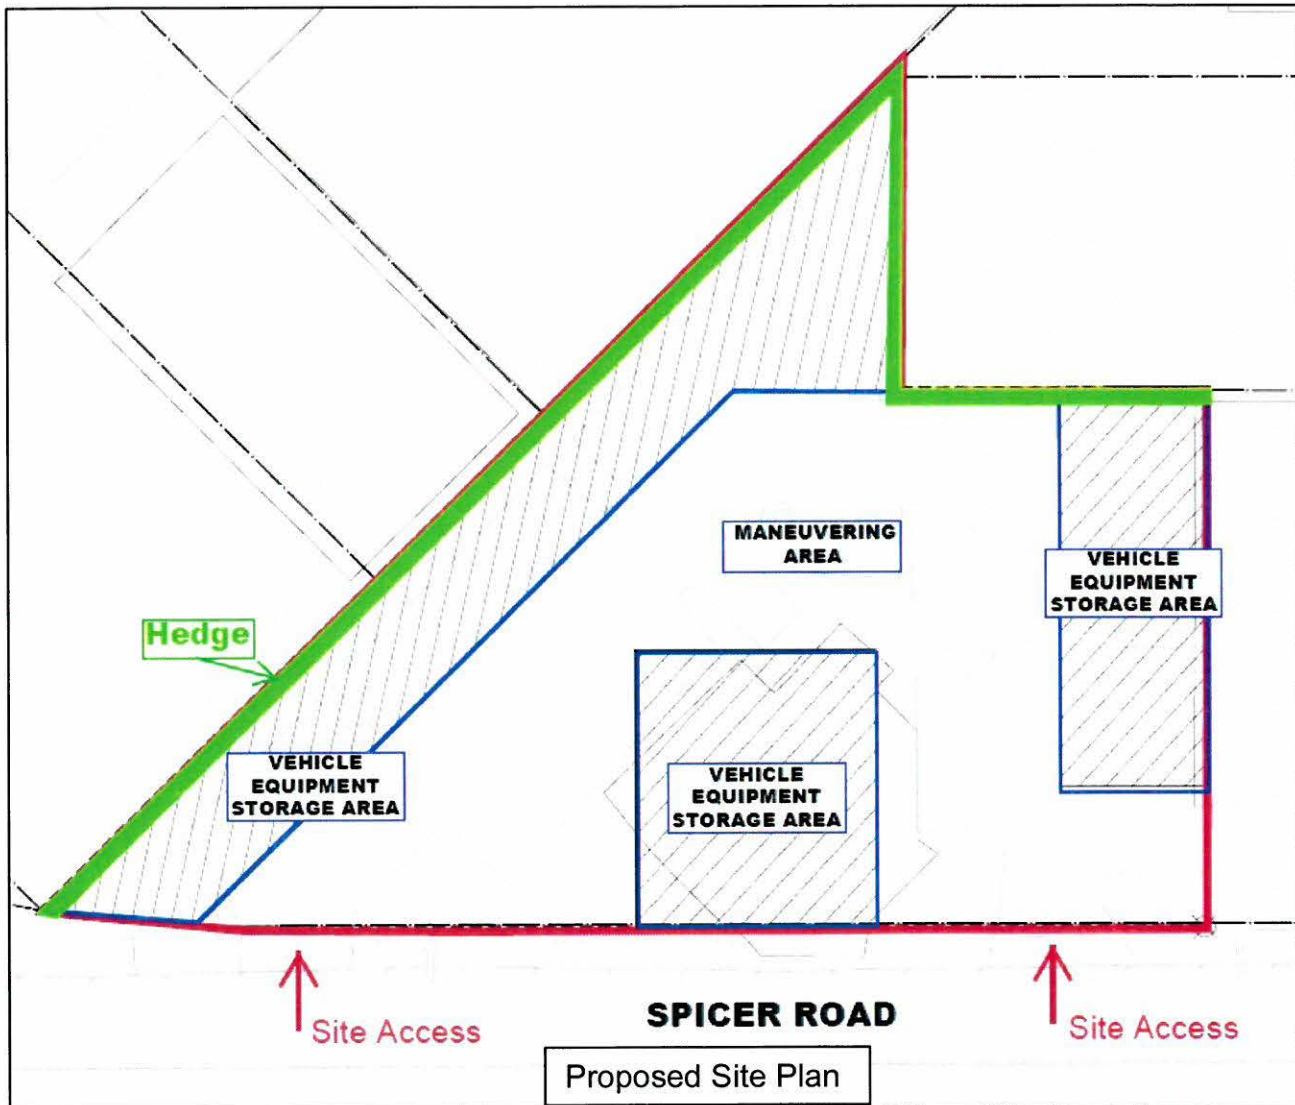 MANEUVERING
AREA
VEHICLE
EQUIPMENT
STORAGE AREA
Hedge
VEHICLE
EQUIPMENT
STORAGE AREA
VEHICLE
EQUIPMENT
STORAGE AREA
SPICER ROAD
Site Access
Site Access
Proposed Site Plan